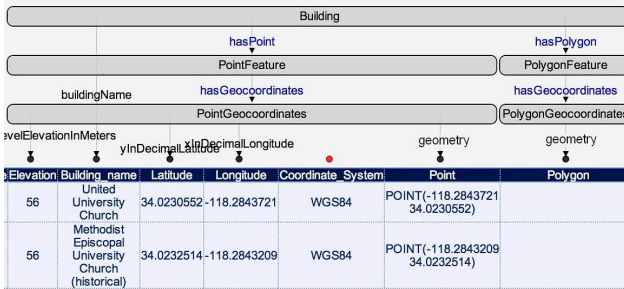 Building
hasPoint hasPolygon
PointFeature PolygonFeature
hasGeocoordinates hasGeocoordinates
buildingName
PointGeocoordinates PolygonGeocoordinates
evelElevationInMeters yInDecimalLatitude xInDecimalLongitude geometry geometry
e Elevation Building_name Latitude Longitude Coordinate_System Point Polygon
United
56 University 34.0230552 -118.2843721 WGS84 POINT(-118.2843721
Church 34.0230552)
Methodist
Episcopal
56 University 34.0232514 -118.2843209 WGS84 POINT(-118.2843209
Church 34.0232514)
(historical)